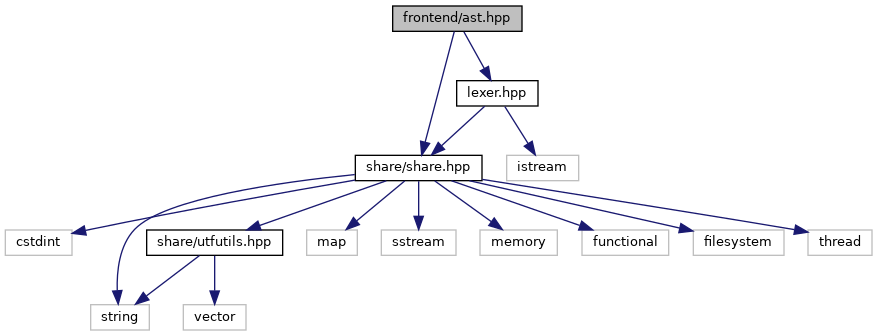 frontend/ast.hpp
lexer.hpp
share/share.hpp
istream
cstdint
share/utfutils.hpp
map
sstream
memory
functional
filesystem
thread
string
vector